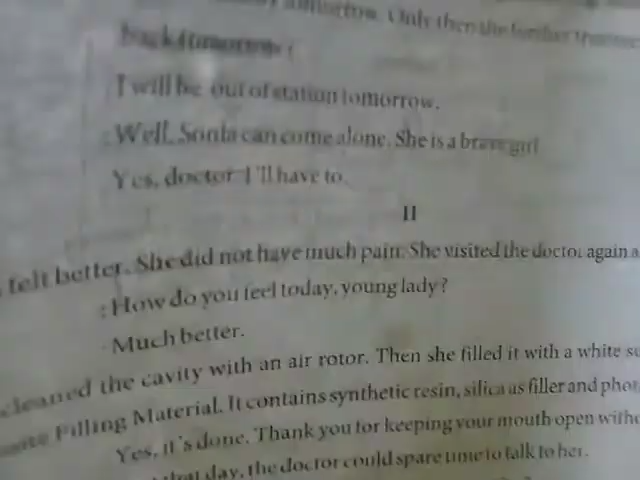 tomorrow. Only then the further
back tomorrow
I will be out of station tomorrow.
: Well, Sonia can come alone. She is a brave girl
Yes, doctor I'll have to.
II
felt better. She did not have much pain. She visited the doctor again
: How do you feel today, young lady?
Much better.
cleaned the cavity with an air rotor. Then she filled it with a white
Filling Material. It contains synthetic resin, silica as filler and
Yes, it's done. Thank you for keeping your mouth open
that day, the doctor could spare time to talk to her.